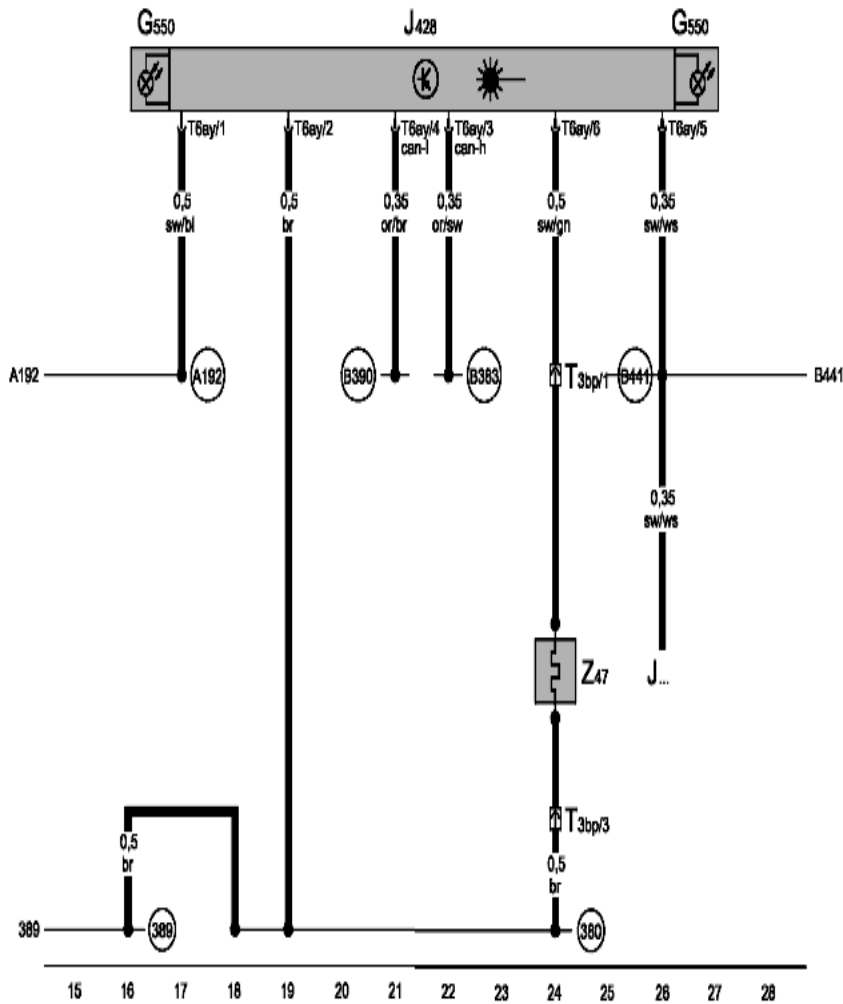 G550 J428 G550
T6ay/1 T6ay/2 T6ay/4 T6ay/3 T6ay/6 T6ay/5
can-l can-h
0,5 0,5 0,35 0,35 0,5 0,35
sw/bl br or/br or/sw sw/gn sw/ws
A192 A192 B390 B383 T3bp/1 B441 B441
0,35
sw/ws
Z47 J...
T3bp/3
0,5
br
0,5
br
389 389 380
15 16 17 18 19 20 21 22 23 24 25 26 27 28